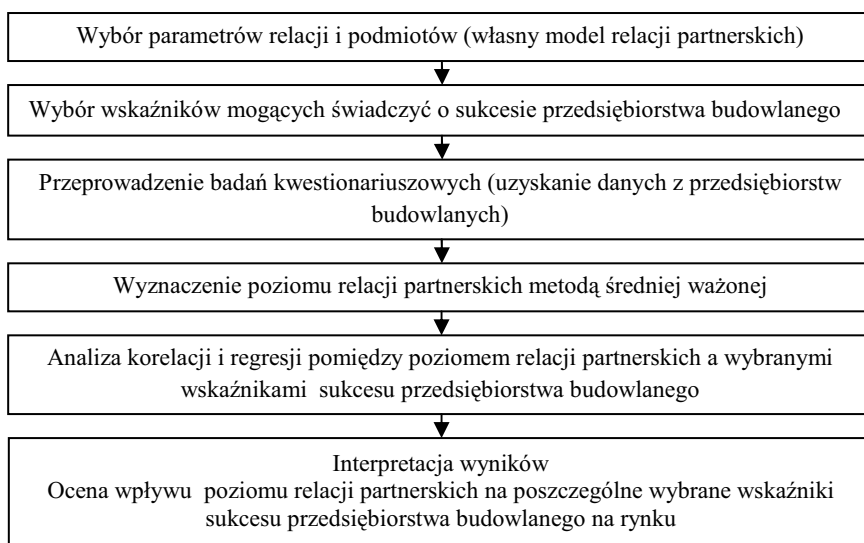 Wybór parametrów relacji i podmiotów (własny model relacji partnerskich)
Wybór wskaźników mogących świadczyć o sukcesie przedsiębiorstwa budowlanego
Przeprowadzenie badań kwestionariuszowych (uzyskanie danych z przedsiębiorstw
budowlanych)
Wyznaczenie poziomu relacji partnerskich metodą średniej ważonej
Analiza korelacji i regresji pomiędzy poziomem relacji partnerskich a wybranymi
wskaźnikami sukcesu przedsiębiorstwa budowlanego
Interpretacja wyników
Ocena wpływu poziomu relacji partnerskich na poszczególne wybrane wskaźniki
sukcesu przedsiębiorstwa budowlanego na rynku